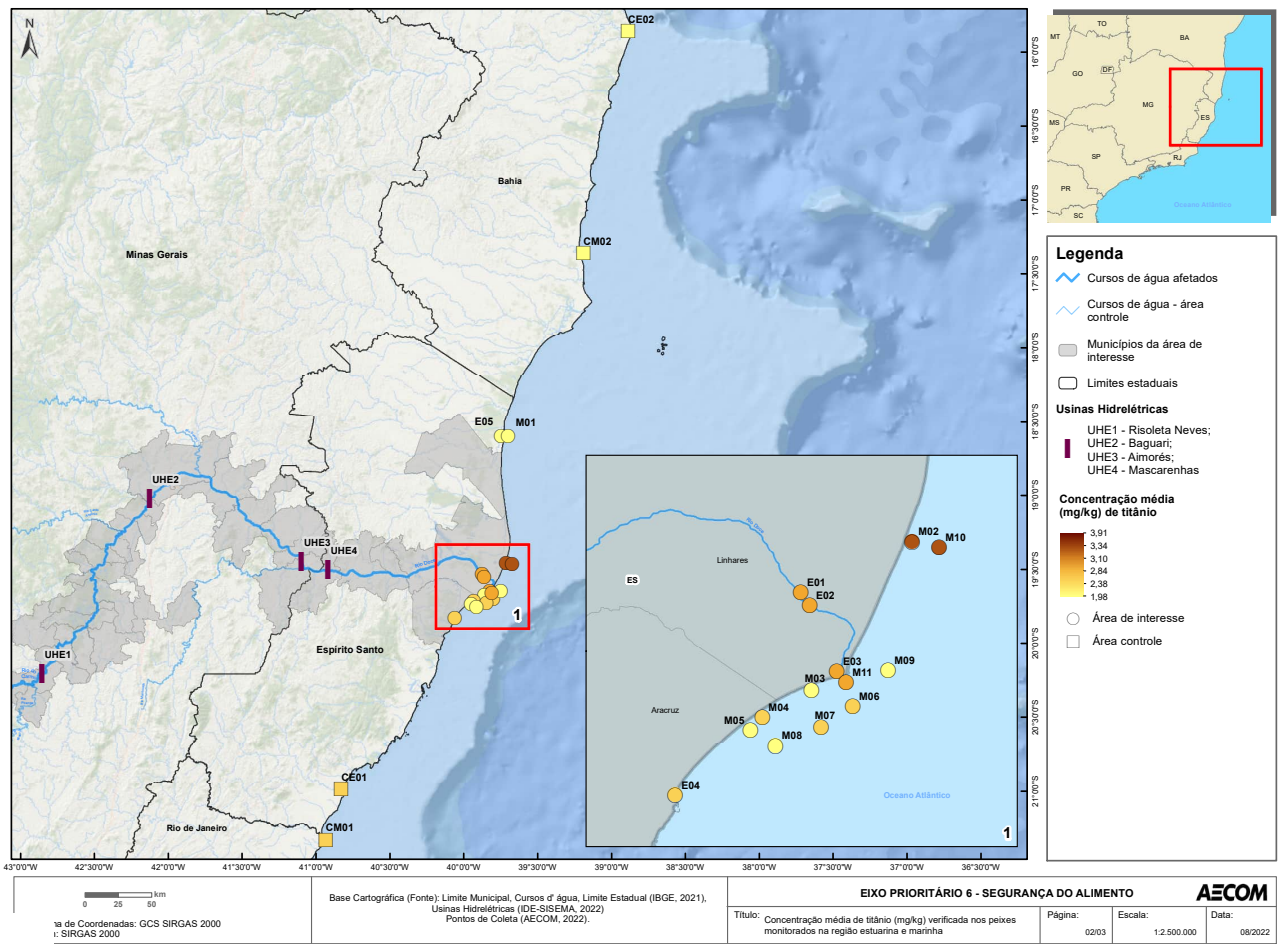 N
CE02
Bahia
CM02
Minas Gerais
E05
M01
UHE2
UHE3
UHE4
Rio Doce
1
Espírito Santo
UHE1
CE01
Rio de Janeiro
CM01
Rio Doce
Linhares
ES
M02
M10
E01
E02
E03
M09
M11
M03
M06
Aracruz
M04
M07
M05
M08
E04
Oceano Atlântico
1
16°0'0"S
16°30'0"S
17°0'0"S
17°30'0"S
18°0'0"S
18°30'0"S
19°0'0"S
19°30'0"S
20°0'0"S
20°30'0"S
21°0'0"S
43°0'0"W
42°30'0"W
42°0'0"W
41°30'0"W
41°0'0"W
40°30'0"W
40°0'0"W
39°30'0"W
39°0'0"W
38°30'0"W
38°0'0"W
37°30'0"W
37°0'0"W
36°30'0"W
TO
MT
BA
GO
DF
MG
MS
ES
SP
RJ
PR
SC
Oceano Atlântico
Legenda
Cursos de água afetados
Cursos de água - área
controle
Municípios da área de
interesse
Limites estaduais
Usinas Hidrelétricas
UHE1 - Risoleta Neves;
UHE2 - Baguari;
UHE3 - Aimorés;
UHE4 - Mascarenhas
Concentração média
(mg/kg) de titânio
3,91
3,34
3,10
2,84
2,38
1,98
Área de interesse
Área controle
km
0 25 50
na de Coordenadas: GCS SIRGAS 2000
: SIRGAS 2000
Base Cartográfica (Fonte): Limite Municipal, Cursos d' água, Limite Estadual (IBGE, 2021),
Usinas Hidrelétricas (IDE-SISEMA, 2022)
Pontos de Coleta (AECOM, 2022).
EIXO PRIORITÁRIO 6 - SEGURANÇA DO ALIMENTO
AECOM
Título: Concentração média de titânio (mg/kg) verificada nos peixes
monitorados na região estuarina e marinha
Página:
02/03
Escala:
1:2.500.000
Data:
08/2022